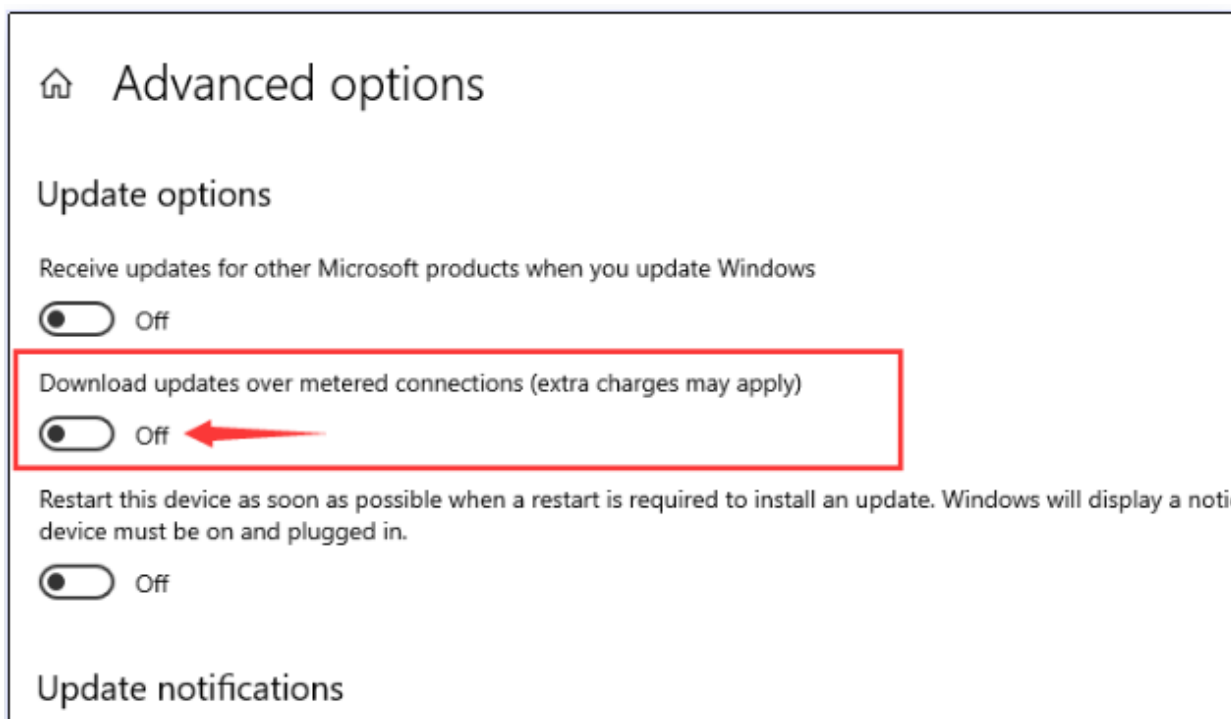 Advanced options
Update options
Receive updates for other Microsoft products when you update Windows
Off
Download updates over metered connections (extra charges may apply)
Off
Restart this device as soon as possible when a restart is required to install an update. Windows will display a
device must be on and plugged in.
Off
Update notifications